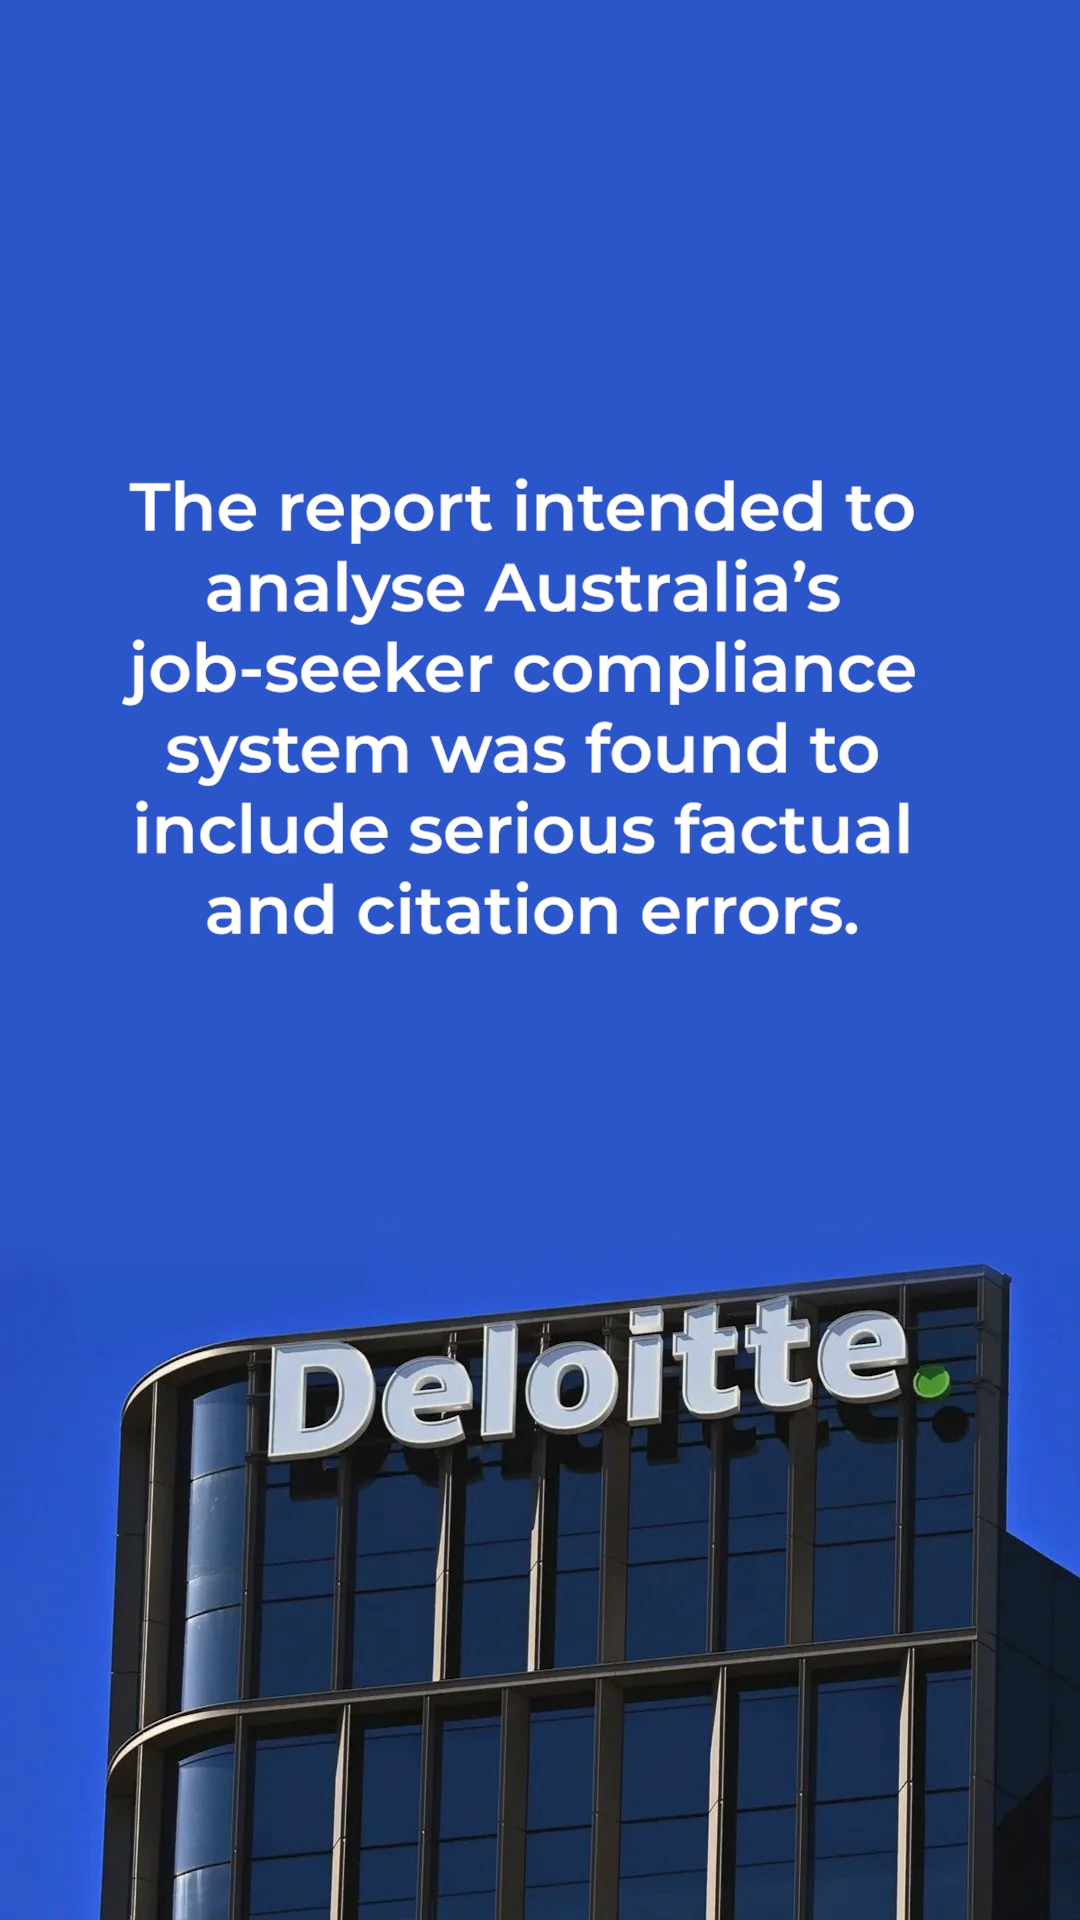 The report intended to
analyse Australia’s
job-seeker compliance
system was found to
include serious factual
and citation errors.
Deloitte.